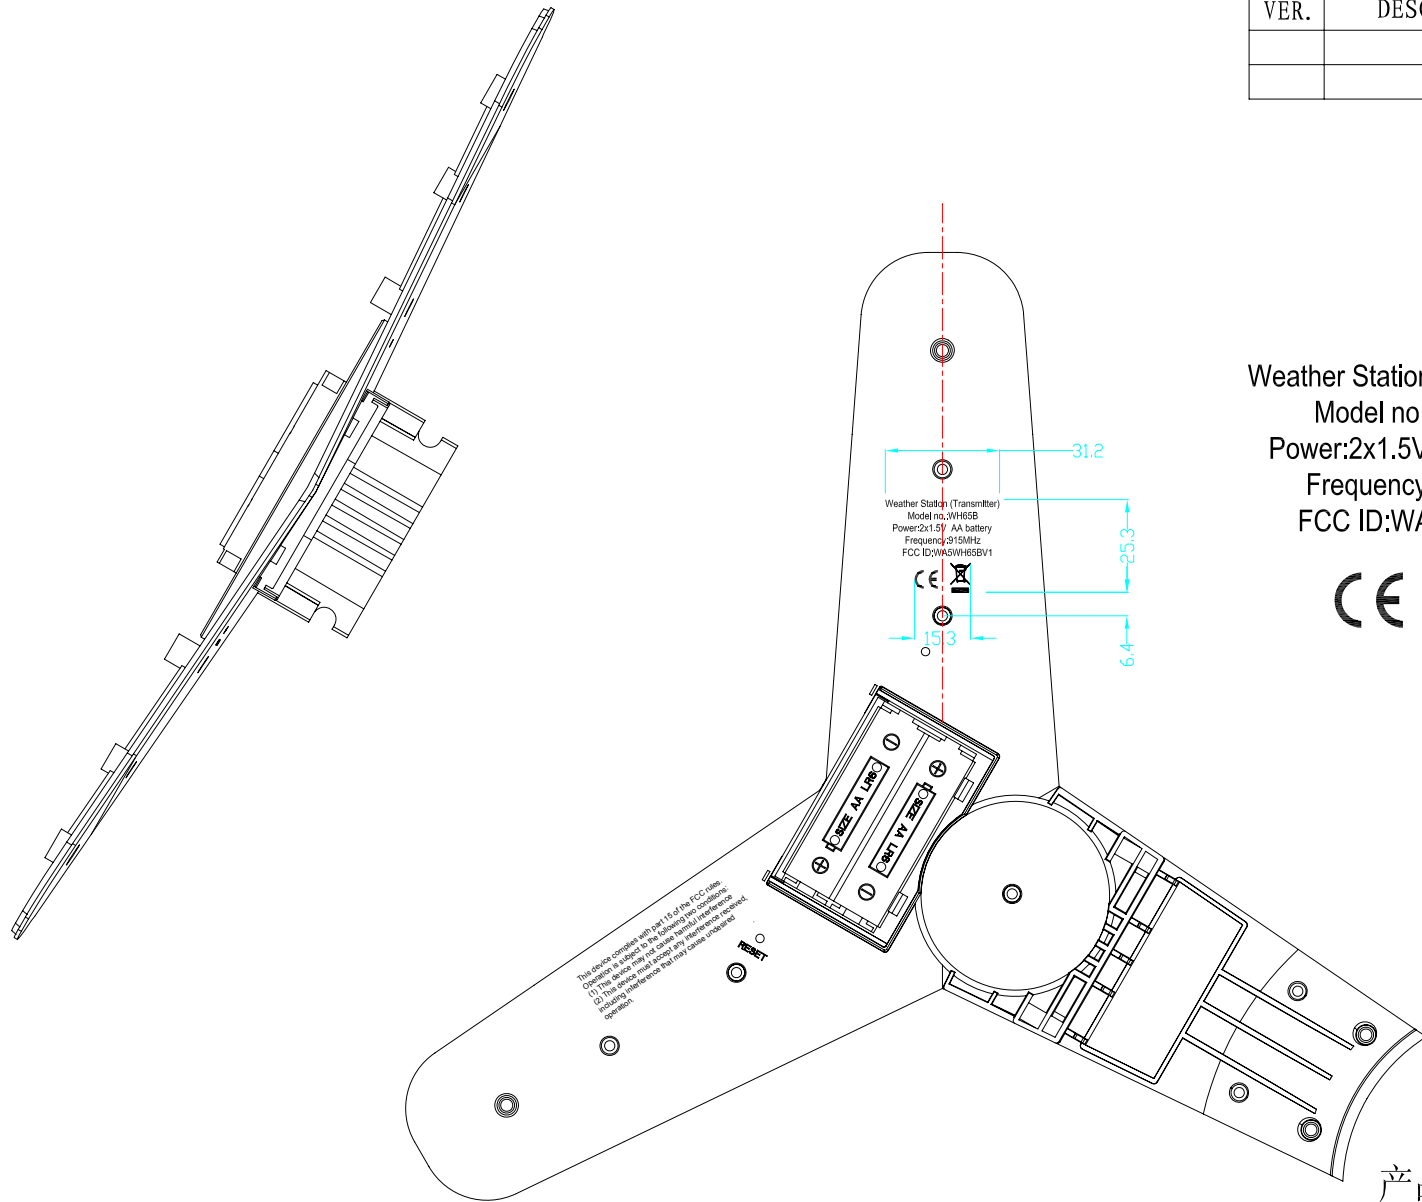 VER.
31.2
Weather Station (Transmitter)
Model no.:WH65B
Power:2x1.5V AA battery
Frequency:915MHz
FCC ID:WA5WH65BV1
CE
25.3
15.3
6.4
Weather Station
Model no
Power:2x1.5V
Frequency
FCC ID:WA
CE
SIZE AA LR6
SIZE AA LR6
This device complies with part 15 of the FCC rules.
Operation is subject to the following two conditions:
(1) This device may not cause harmful interference
(2) This device must accept any interference received,
including interference that may cause undesired
operation.
RESET
产